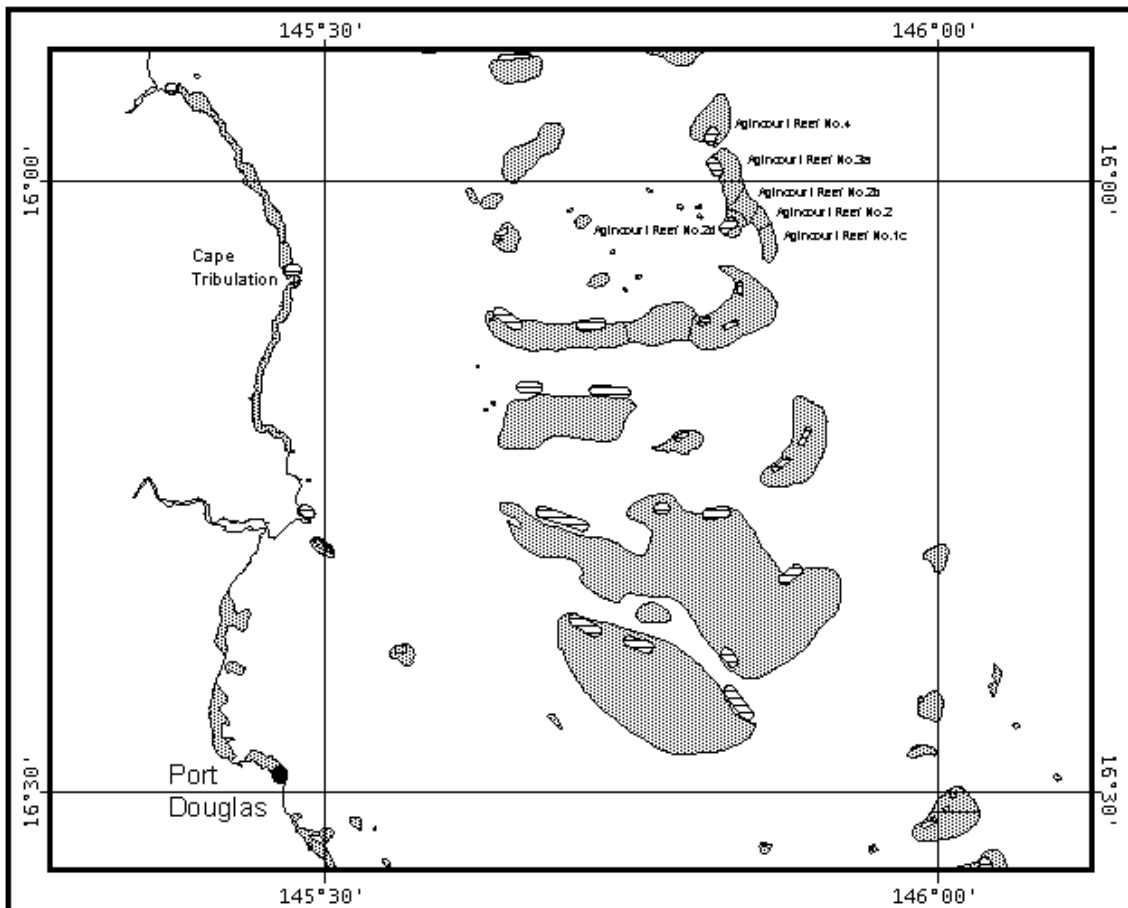 145°30'
146°00'
Agincourt Reef No.4
Agincourt Reef No.3a
16°00'
16°00'
Agincourt Reef No.2b
Agincourt Reef No.2
Agincourt Reef No.2d
Agincourt Reef No.1c
Cape
Tribulation
Port
Douglas
16°30'
16°30'
145°30'
146°00'